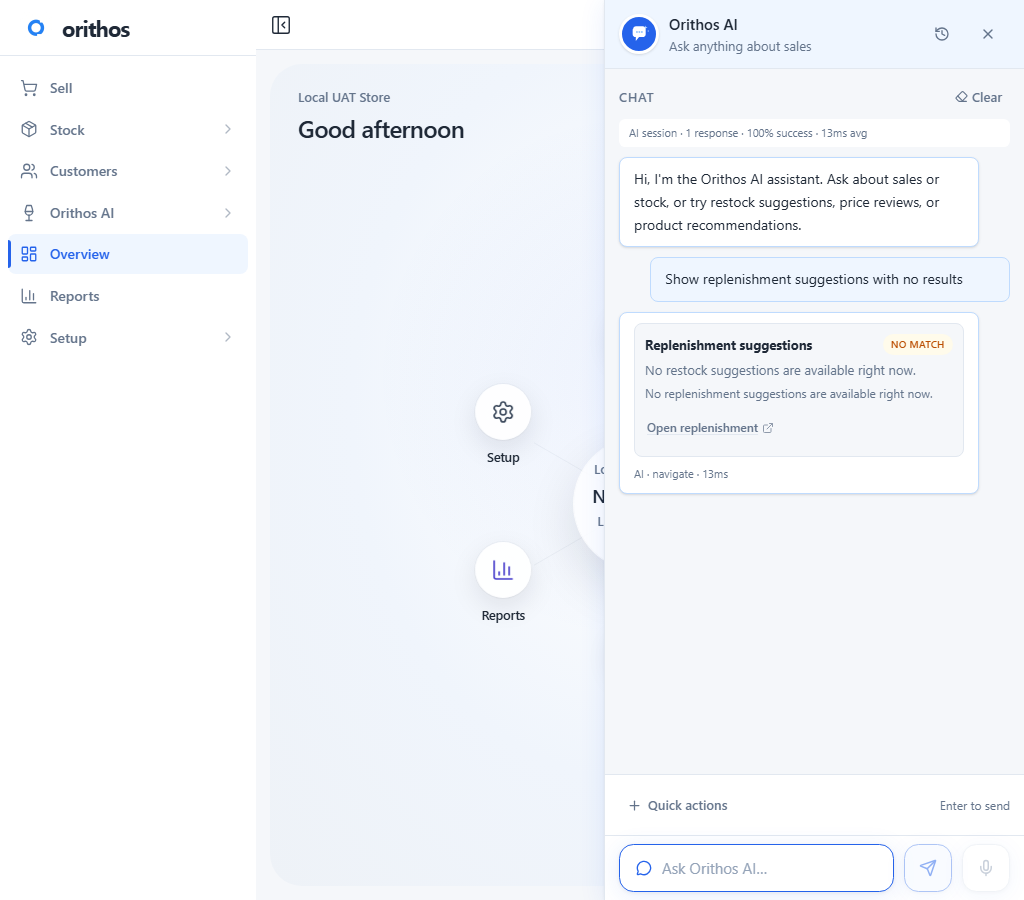 orithos
Sell
Stock
Customers
Orithos AI
Overview
Reports
Setup
Local UAT Store
Good afternoon
Setup
Reports
Orithos AI
Ask anything about sales
CHAT
Clear
AI session · 1 response · 100% success · 13ms avg
Hi, I'm the Orithos AI assistant. Ask about sales or
stock, or try restock suggestions, price reviews, or
product recommendations.
Show replenishment suggestions with no results
Replenishment suggestions
NO MATCH
No restock suggestions are available right now.
No replenishment suggestions are available right now.
Open replenishment
AI · navigate · 13ms
Quick actions
Enter to send
Ask Orithos AI...